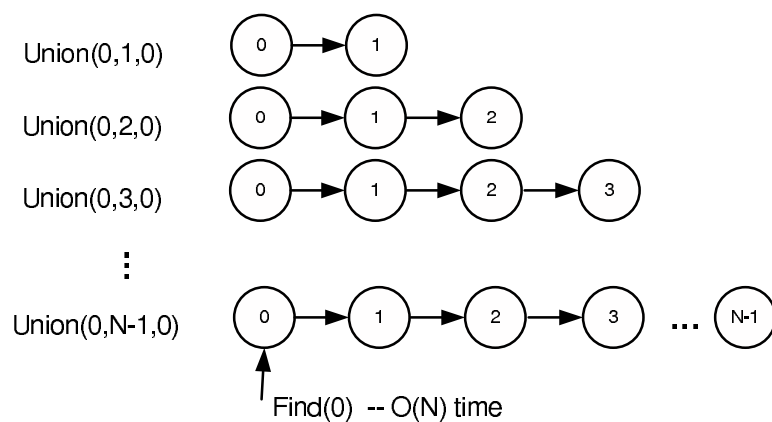 Union(0,1,0) 0 1
Union(0,2,0) 0 1 2
Union(0,3,0) 0 1 2 3
⋮
Union(0,N-1,0) 0 1 2 3 ... N-1
Find(0) -- O(N) time